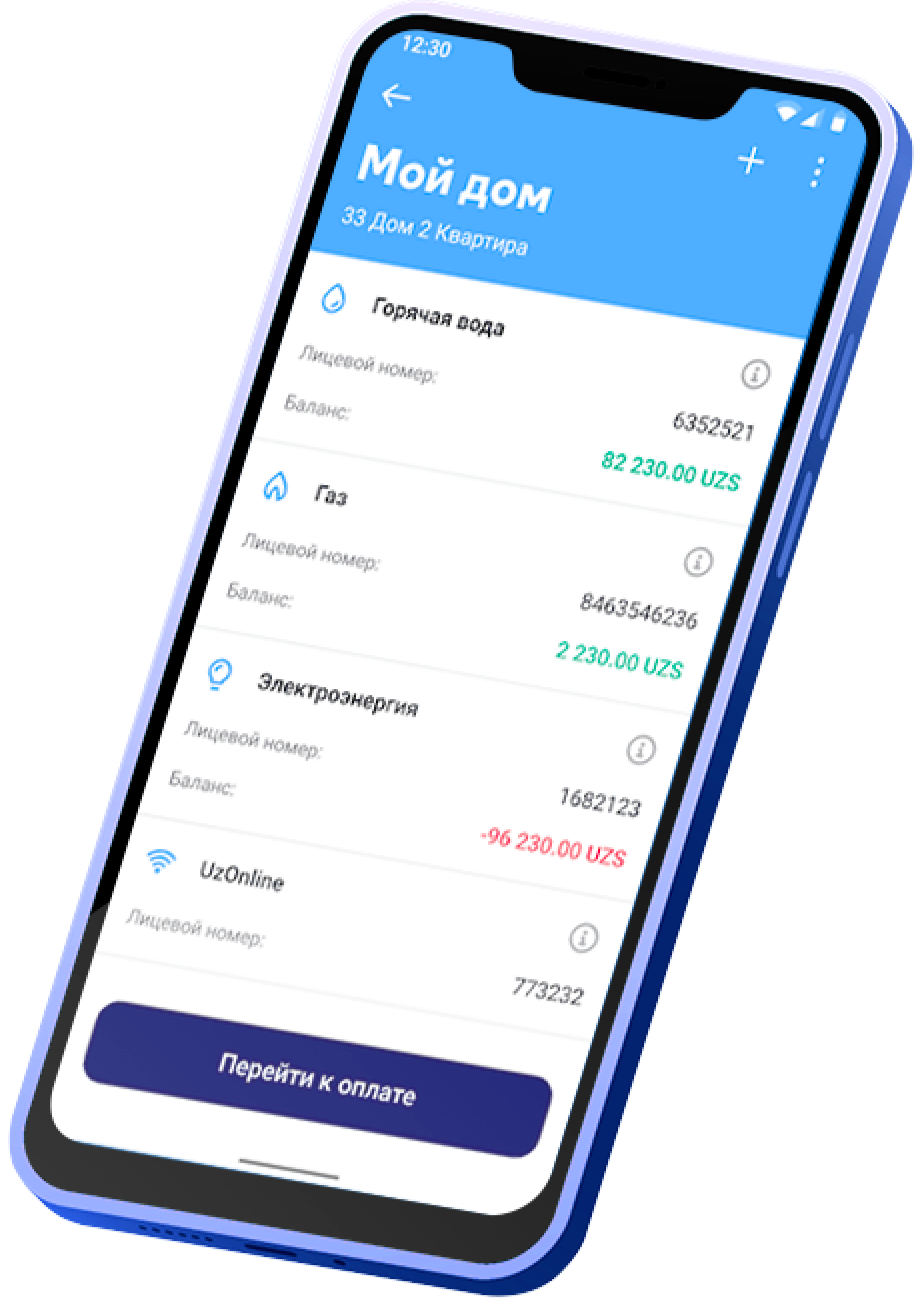 12:30
Мой дом
33 Дом 2 Квартира
Горячая вода
Лицевой номер:
6352521
Баланс:
82 230.00 UZS
Газ
Лицевой номер:
8463546236
Баланс:
2 230.00 UZS
Электроэнергия
Лицевой номер:
1682123
Баланс:
-96 230.00 UZS
UzOnline
Лицевой номер:
773232
Перейти к оплате